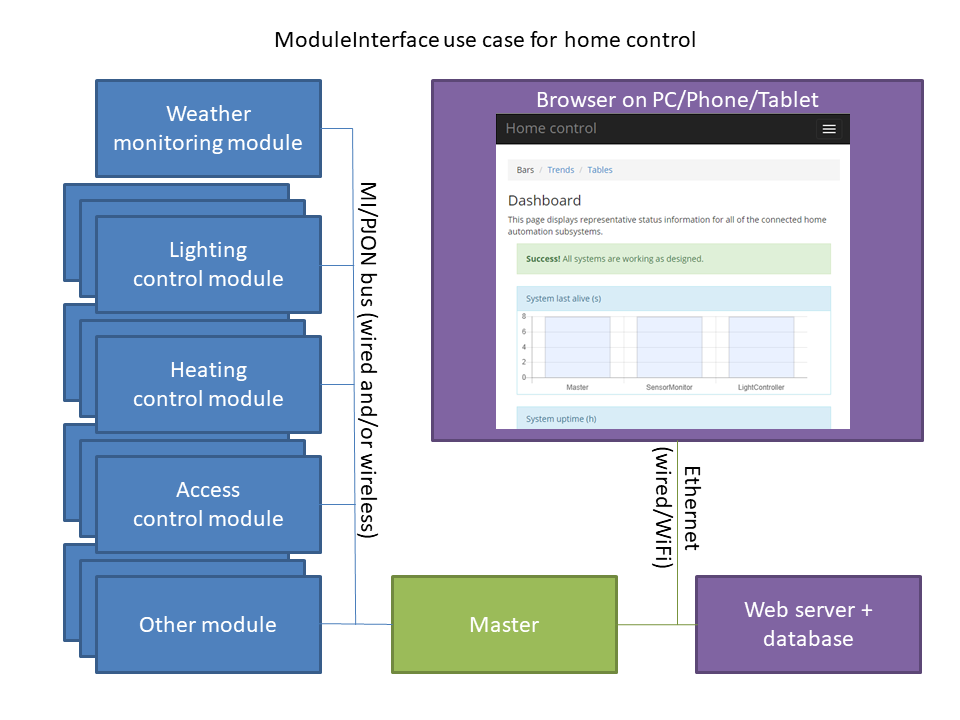 ModuleInterface use case for home control
Weather
monitoring module
Lighting
control module
Heating
control module
Access
control module
Other module
MI/PJON bus (wired and/or wireless)
Master
Browser on PC/Phone/Tablet
Home control
Bars / Trends / Tables
Dashboard
This page displays representative status information for all of the connected home
automation subsystems.
Success! All systems are working as designed.
System last alive (s)
8
6
4
2
0
Master SensorMonitor LightController
System uptime (h)
Ethernet
(wired/WiFi)
Web server +
database